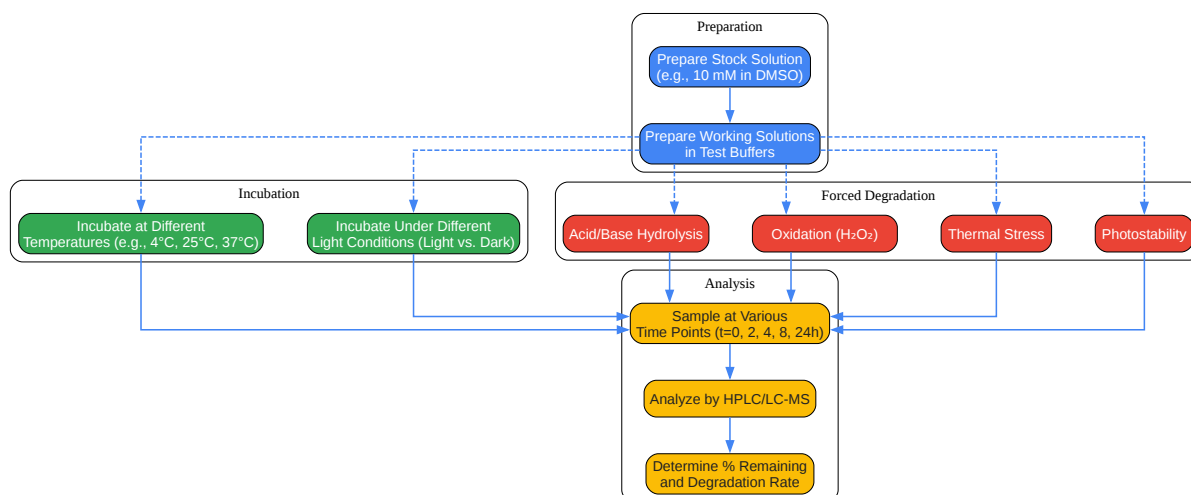 Preparation
Prepare Stock Solution
(e.g., 10 mM in DMSO)
Prepare Working Solutions
in Test Buffers
Incubation
Incubate at Different
Temperatures (e.g., 4°C, 25°C, 37°C)
Incubate Under Different
Light Conditions (Light vs. Dark)
Forced Degradation
Acid/Base Hydrolysis
Oxidation (H₂O₂)
Thermal Stress
Photostability
Analysis
Sample at Various
Time Points (t=0, 2, 4, 8, 24h)
Analyze by HPLC/LC-MS
Determine % Remaining
and Degradation Rate